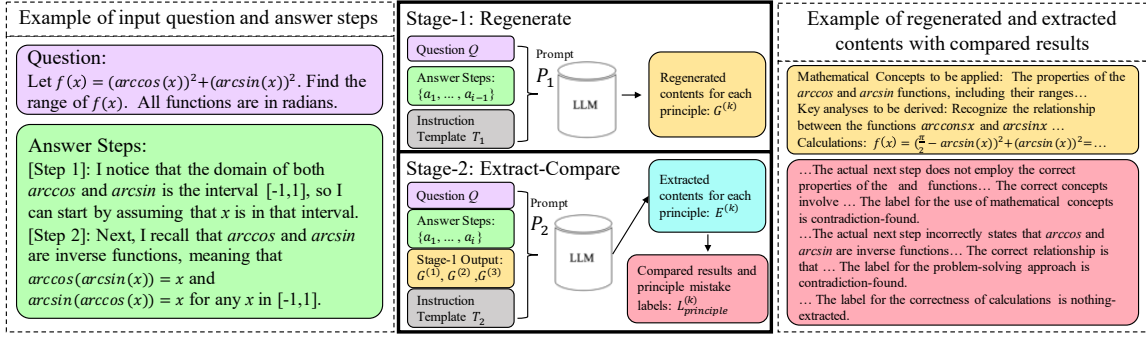 Example of input question and answer steps
Question:
Let f(x) = (arccos(x))²+(arcsin(x))². Find the
range of f(x). All functions are in radians.
Answer Steps:
[Step 1]: I notice that the domain of both
arccos and arcsin is the interval [-1,1], so I
can start by assuming that x is in that interval.
[Step 2]: Next, I recall that arccos and arcsin
are inverse functions, meaning that
arccos(arcsin(x)) = x and
arcsin(arccos(x)) = x for any x in [-1,1].
Stage-1: Regenerate
Question Q
Answer Steps:
{a₁, ... , aᵢ₋₁}
Instruction
Template T₁
Prompt
P₁
LLM
Regenerated
contents for each
principle: G⁽ᵏ⁾
Stage-2: Extract-Compare
Question Q
Answer Steps:
{a₁, ... , aᵢ}
Stage-1 Output:
G⁽¹⁾, G⁽²⁾ ,G⁽³⁾
Instruction
Template T₂
Prompt
P₂
LLM
Extracted
contents for each
principle: E⁽ᵏ⁾
Compared results and
principle mistake
labels: L⁽ᵏ⁾principle
Example of regenerated and extracted
contents with compared results
Mathematical Concepts to be applied: The properties of the
arccos and arcsin functions, including their ranges…
Key analyses to be derived: Recognize the relationship
between the functions arcconsx and arcsinx …
Calculations: f(x) = (π/2 − arcsin(x))²+(arcsin(x))²=…
…The actual next step does not employ the correct
properties of the and functions… The correct concepts
involve … The label for the use of mathematical concepts
is contradiction-found.
…The actual next step incorrectly states that arccos and
arcsin are inverse functions… The correct relationship is
that … The label for the problem-solving approach is
contradiction-found.
… The label for the correctness of calculations is nothing-
extracted.